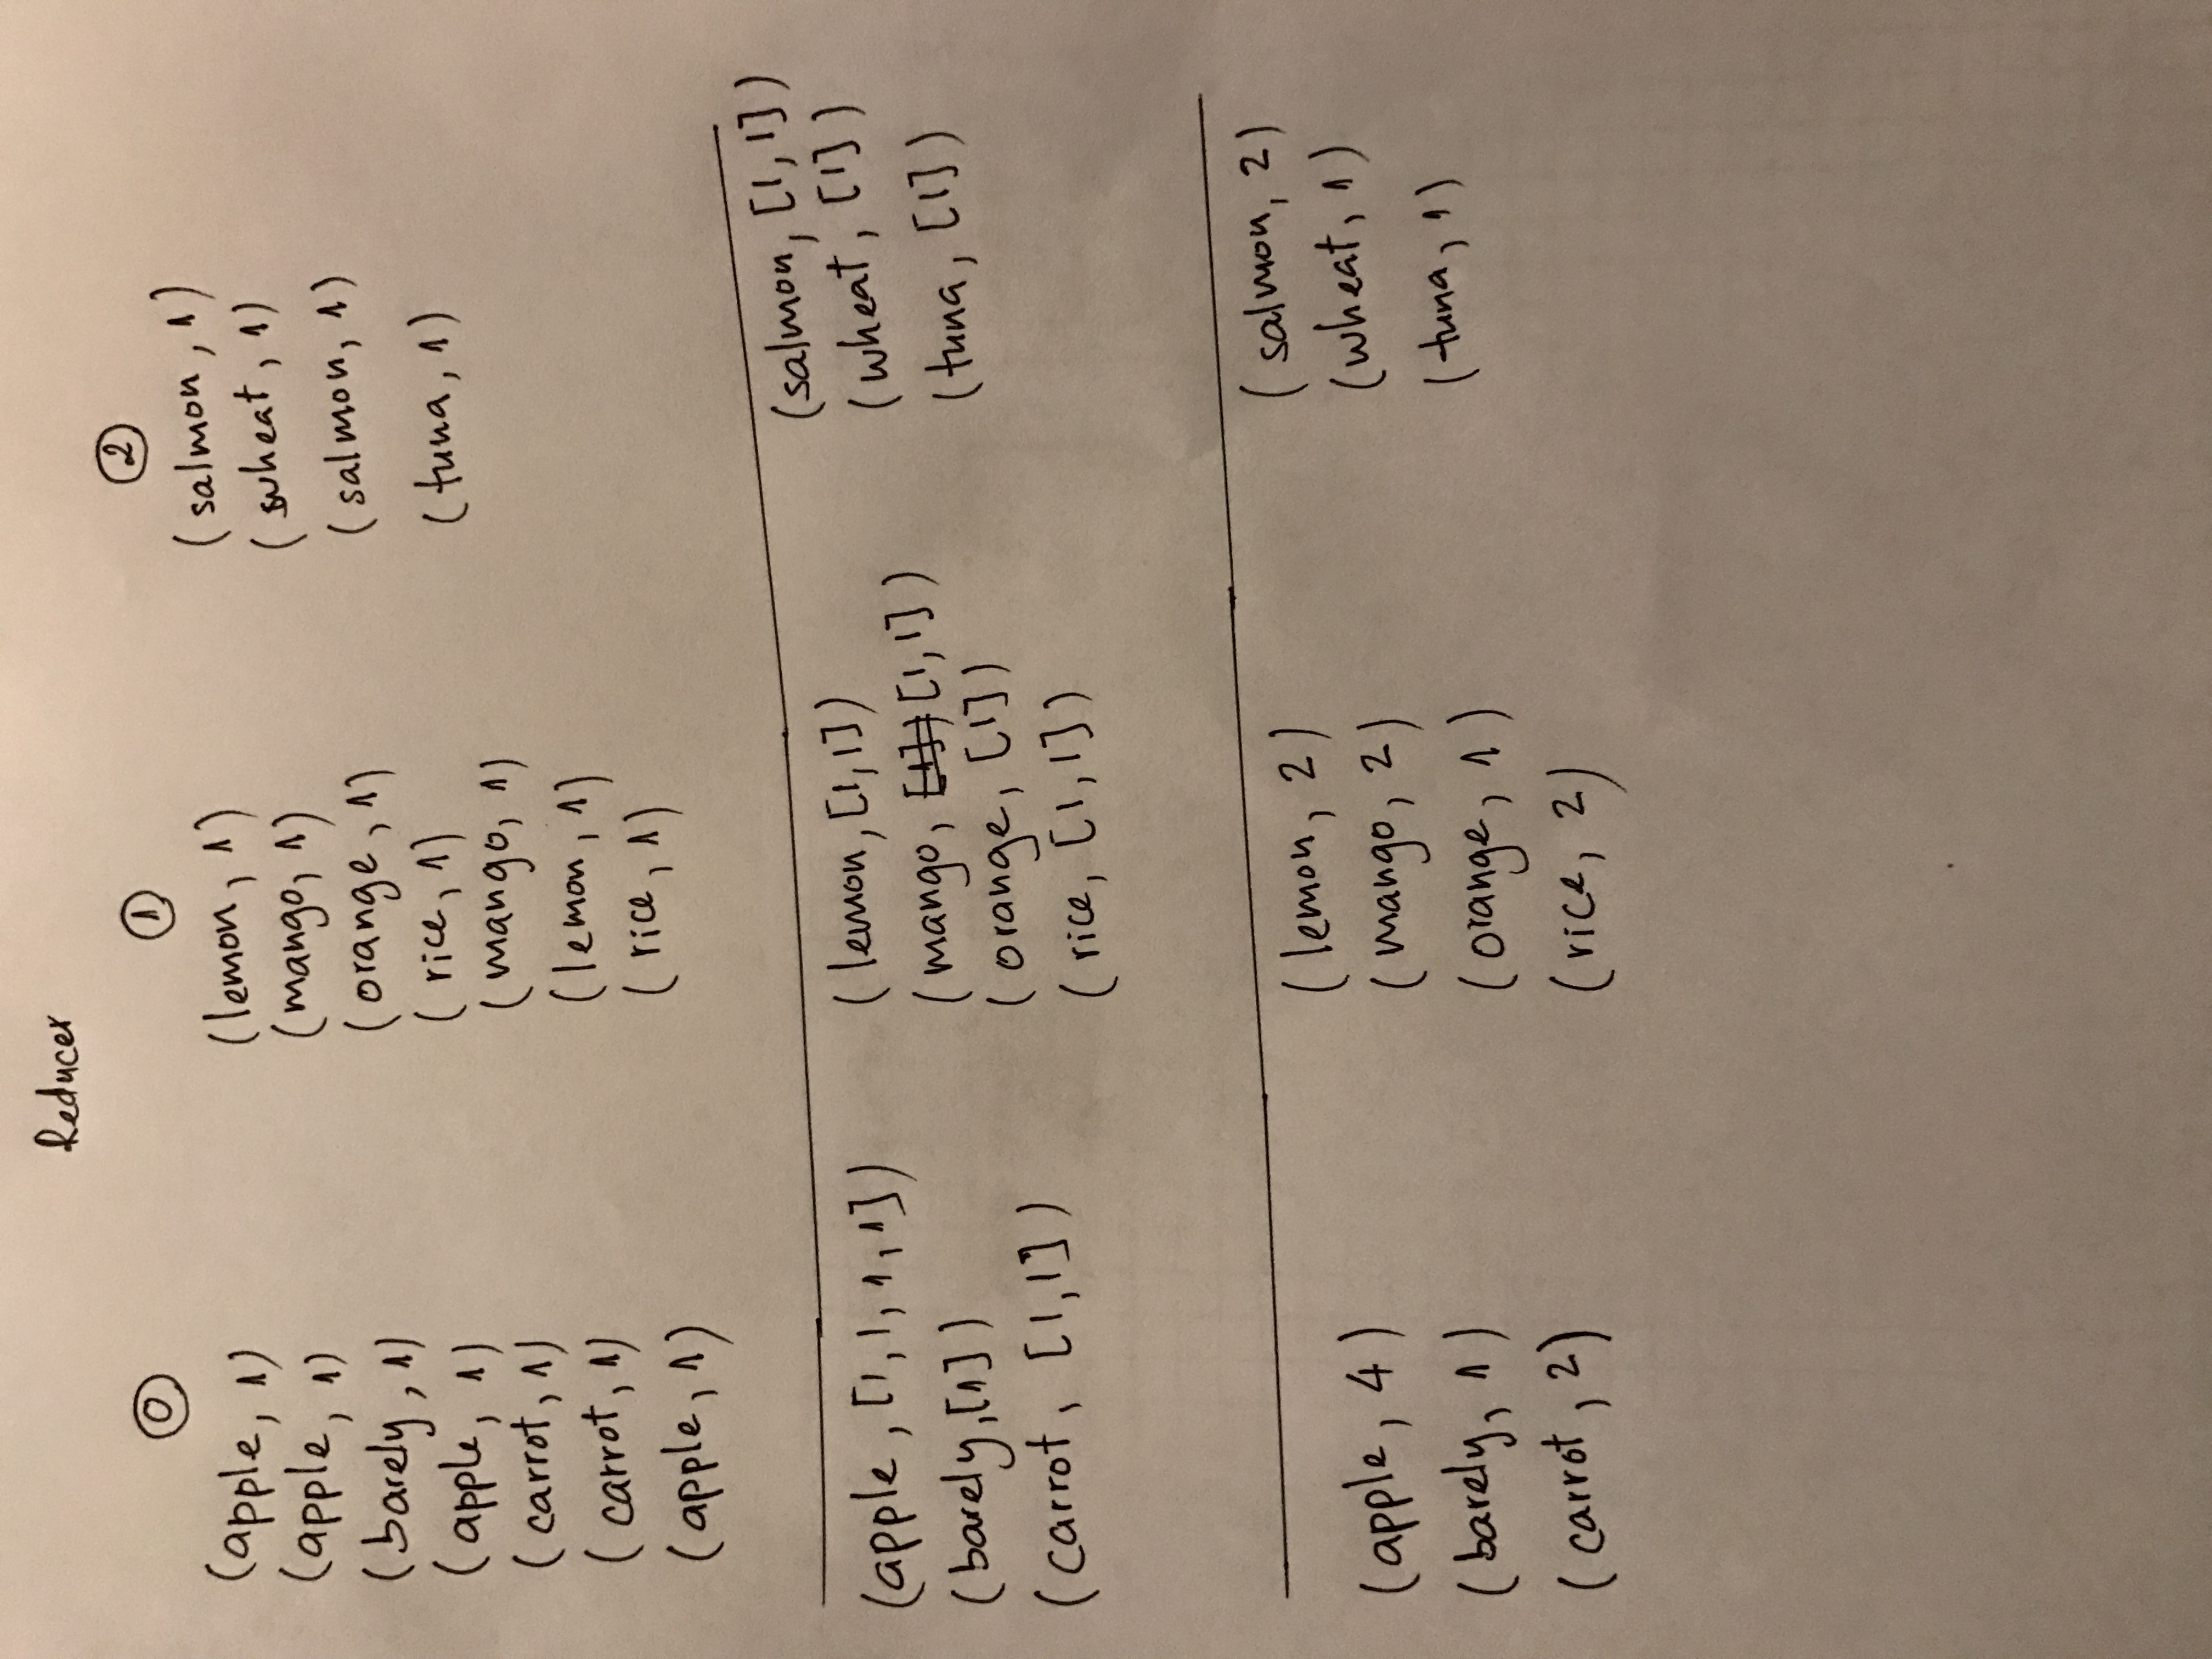 Reducer
0 1 2
(apple, 1) (lemon, 1) (salmon, 1)
(apple, 1) (mango, 1) (wheat, 1)
(barely, 1) (orange, 1) (salmon, 1)
(apple, 1) (rice, 1) (tuna, 1)
(carrot, 1) (mango, 1)
(carrot, 1) (lemon, 1)
(apple, 1) (rice, 1)
(apple, [1, 1, 1, 1]) (lemon, [1, 1]) (salmon, [1, 1])
(barely, [1]) (mango, [1]) [1, 1]) (wheat, [1])
(carrot, [1, 1]) (orange, [1]) (tuna, [1])
(rice, [1, 1])
(apple, 4) (lemon, 2) (salmon, 2)
(barely, 1) (mango, 2) (wheat, 1)
(carrot, 2) (orange, 1) (tuna, 1)
(rice, 2)